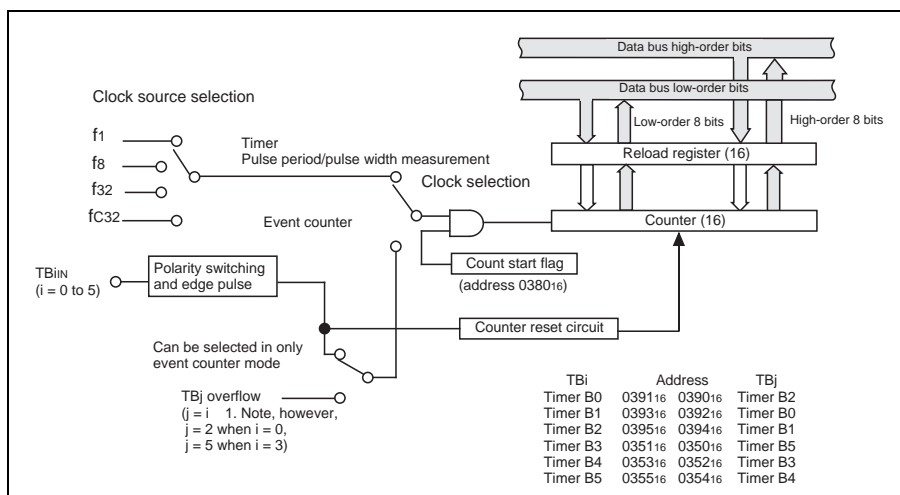 Data bus high-order bits
Data bus low-order bits
Clock source selection
Low-order 8 bits
High-order 8 bits
f1
Timer
Pulse period/pulse width measurement
Reload register (16)
f8
Clock selection
f32
fC32
Event counter
Counter (16)
Polarity switching
and edge pulse
TBiIN
(i = 0 to 5)
Count start flag
(address 038016)
Counter reset circuit
Can be selected in only
event counter mode
TBj overflow
(j = i 1. Note, however,
j = 2 when i = 0,
j = 5 when i = 3)
TBi Address TBj
Timer B0 039116 039016 Timer B2
Timer B1 039316 039216 Timer B0
Timer B2 039516 039416 Timer B1
Timer B3 035116 035016 Timer B5
Timer B4 035316 035216 Timer B3
Timer B5 035516 035416 Timer B4